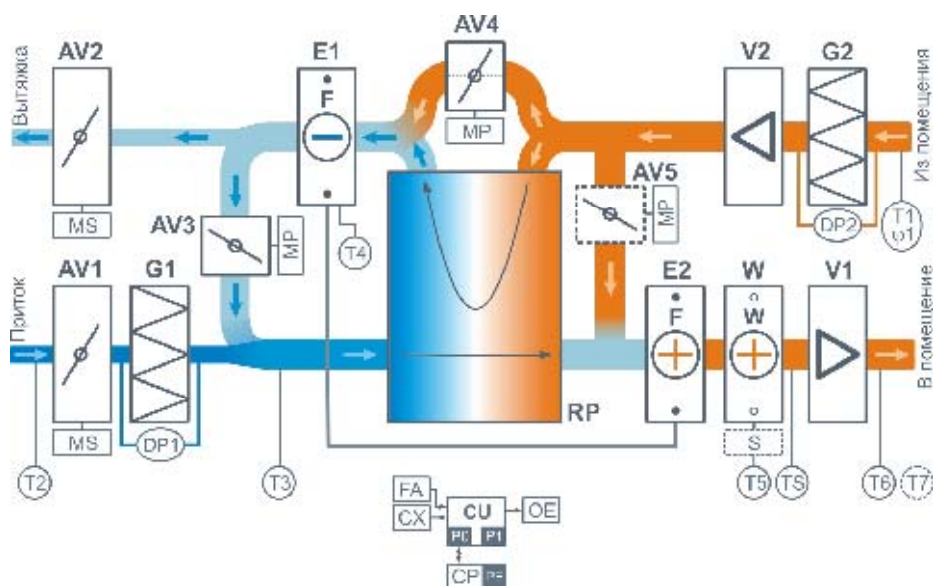 AV4
AV2
E1
V2
G2
Вытяжка
F
MP
Из помещения
AV5
MS
AV3
MP
T4
MP
DP2
T1
φ1
AV1
G1
E2
W
V1
Приток
F
W
В помещение
RP
MS
DP1
S
T2
T3
T5
TS
T6
T7
FA
CU
OE
CX
P0
P1
CP